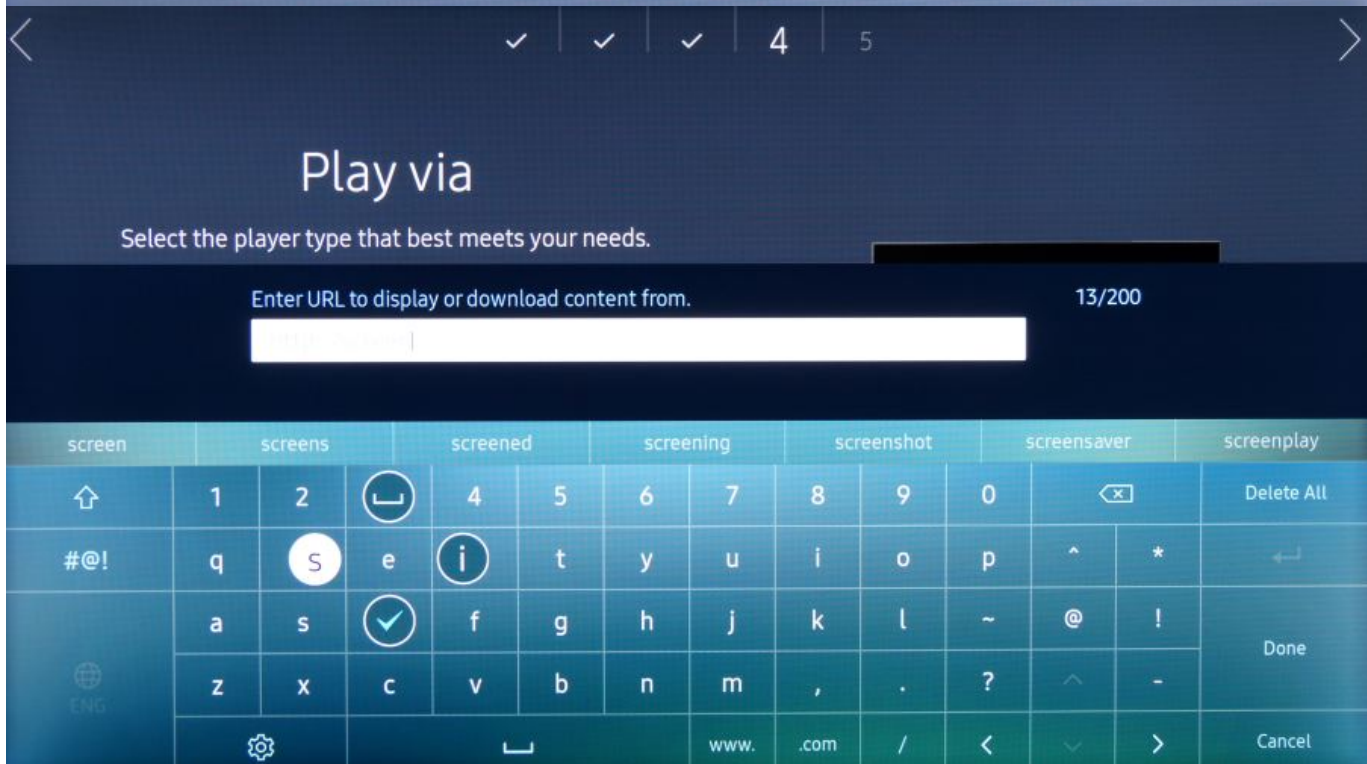 4 5
Play via
Select the player type that best meets your needs.
Enter URL to display or download content from. 13/200
screen screens screened screening screenshot screensaver screenplay
1 2 4 5 6 7 8 9 0 Delete All
#@! q s e i t y u i o p ^ *
a s f g h j k l ~ @ !
Done
z x c v b n m , . ? -
ENG
www. .com / < > Cancel